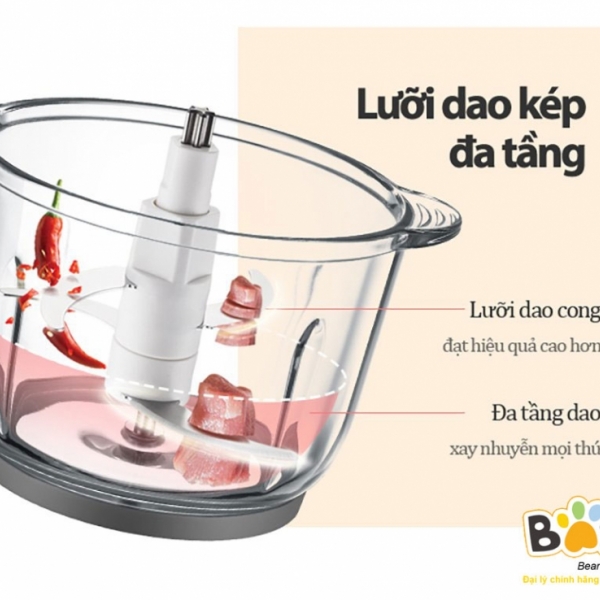 Lưỡi dao kép
đa tầng
Lưỡi dao cong
đạt hiệu quả cao hơn
Đa tầng dao
xay nhuyễn mọi thứ
Bear
Đại lý chính hãng